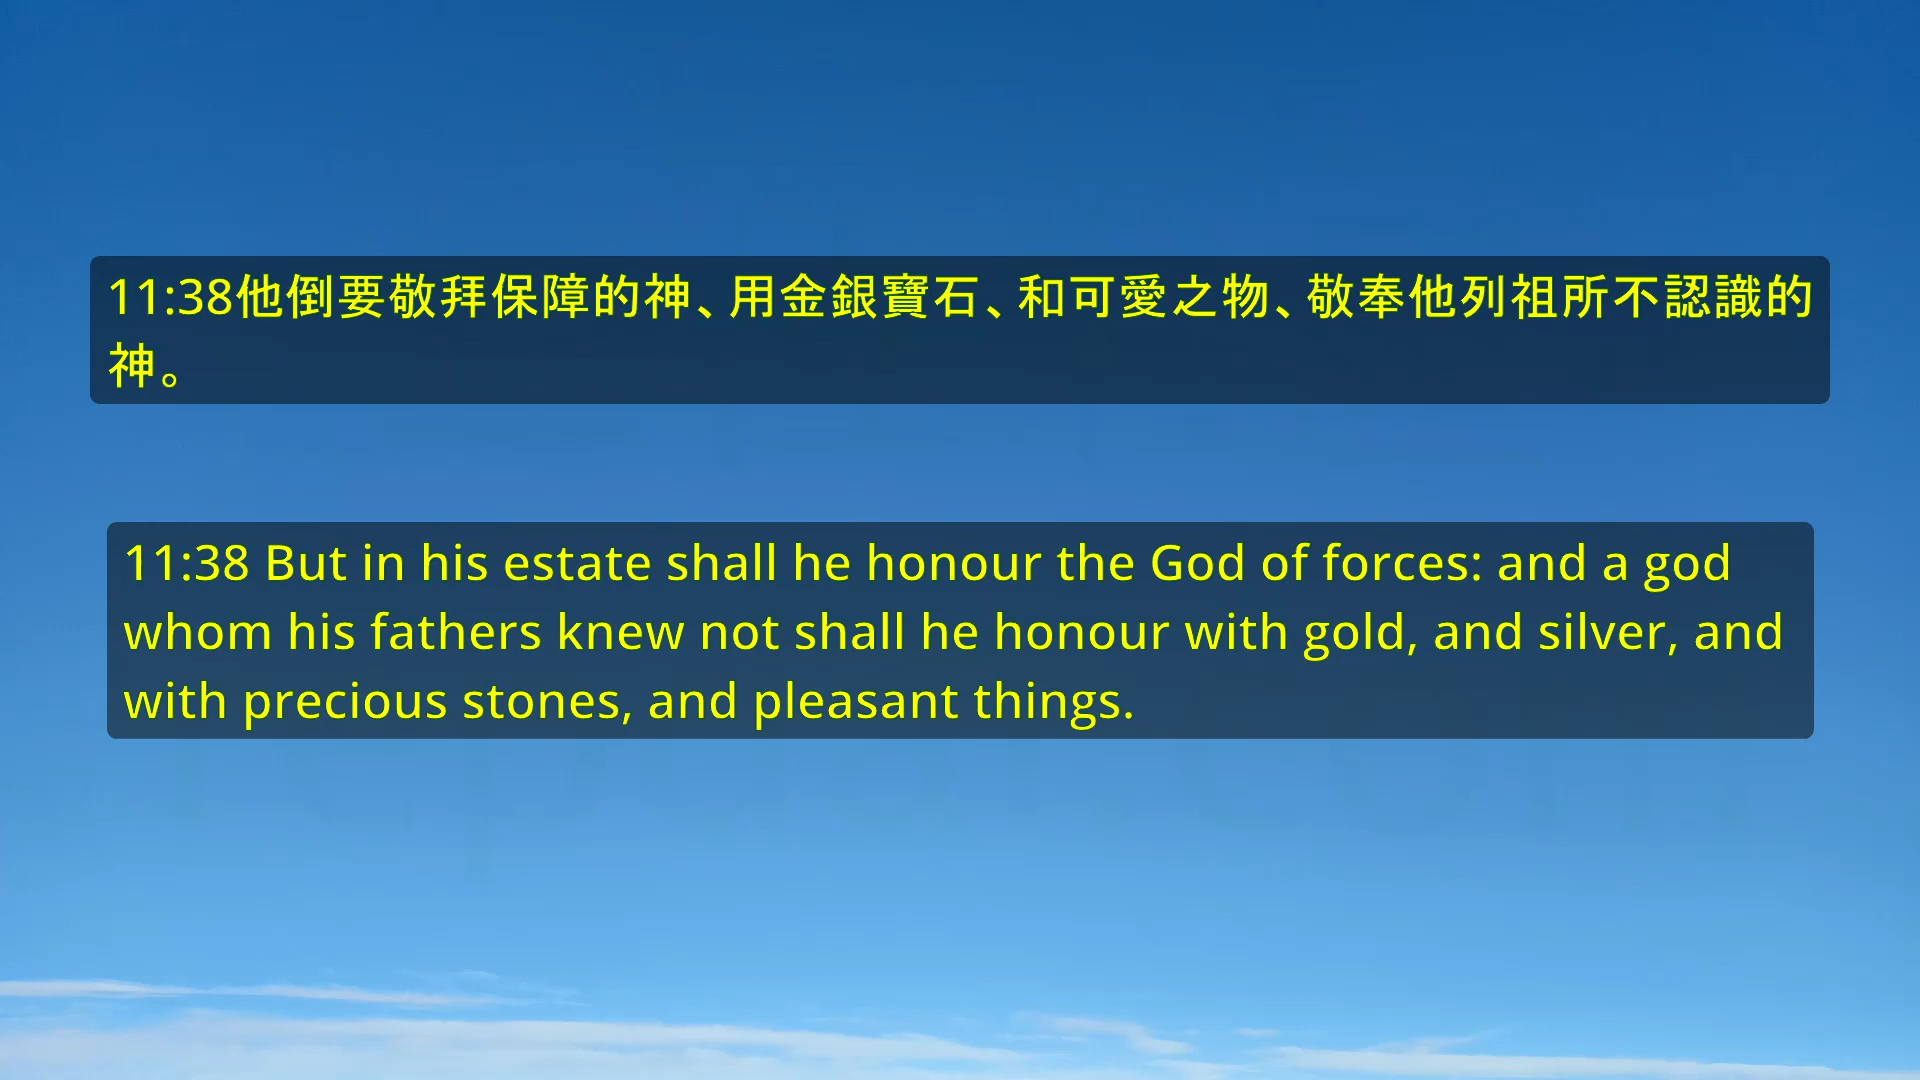 11:38他倒要敬拜保障的神、用金銀寶石、和可愛之物、敬奉他列祖所不認識的
神。
11:38 But in his estate shall he honour the God of forces: and a god
whom his fathers knew not shall he honour with gold, and silver, and
with precious stones, and pleasant things.